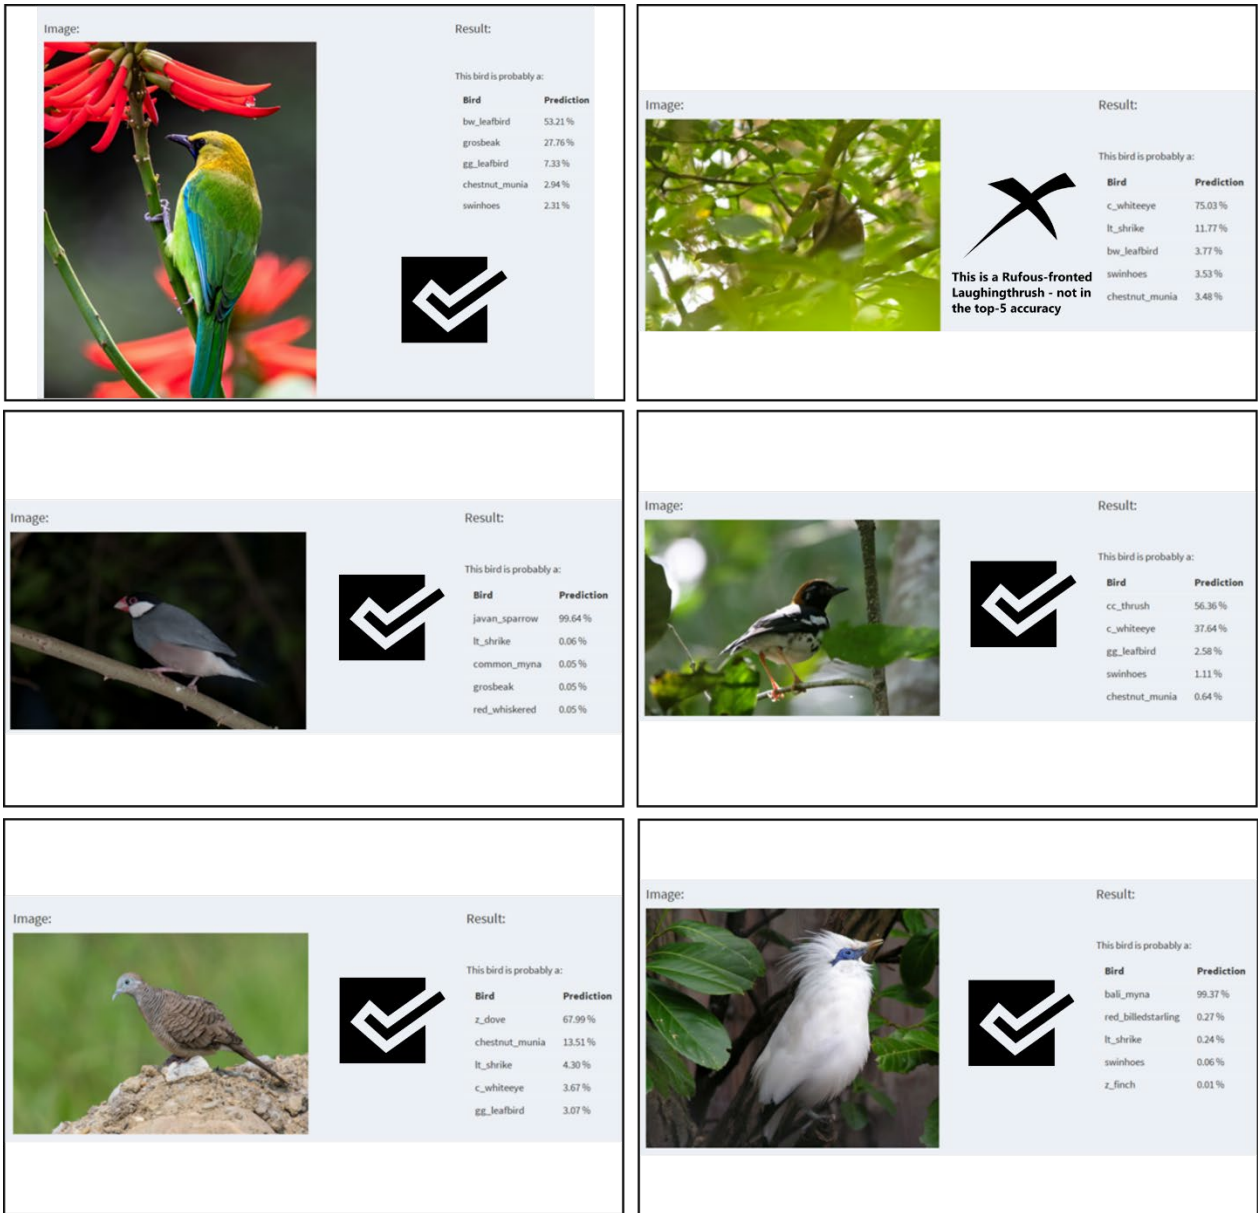 Image:
Result:
This bird is probably a:
Bird Prediction
bw_leafbird 53.21 %
grosbeak 27.76 %
gg_leafbird 7.33 %
chestnut_munia 2.94 %
swinhoes 2.31 %
Image:
Result:
This bird is probably a:
Bird Prediction
c_whiteeye 75.03 %
lt_shrike 11.77 %
bw_leafbird 3.77 %
swinhoes 3.53 %
chestnut_munia 3.48 %
This is a Rufous-fronted
Laughingthrush - not in
the top-5 accuracy
Image:
Result:
This bird is probably a:
Bird Prediction
javan_sparrow 99.64 %
lt_shrike 0.06 %
common_myna 0.05 %
grosbeak 0.05 %
red_whiskered 0.05 %
Image:
Result:
This bird is probably a:
Bird Prediction
cc_thrush 56.36 %
c_whiteeye 37.64 %
gg_leafbird 2.58 %
swinhoes 1.11 %
chestnut_munia 0.64 %
Image:
Result:
This bird is probably a:
Bird Prediction
z_dove 67.99 %
chestnut_munia 13.51 %
lt_shrike 4.30 %
c_whiteeye 3.67 %
gg_leafbird 3.07 %
Image:
Result:
This bird is probably a:
Bird Prediction
bali_myna 99.37 %
red_billedstarling 0.27 %
lt_shrike 0.24 %
swinhoes 0.06 %
z_finch 0.01 %